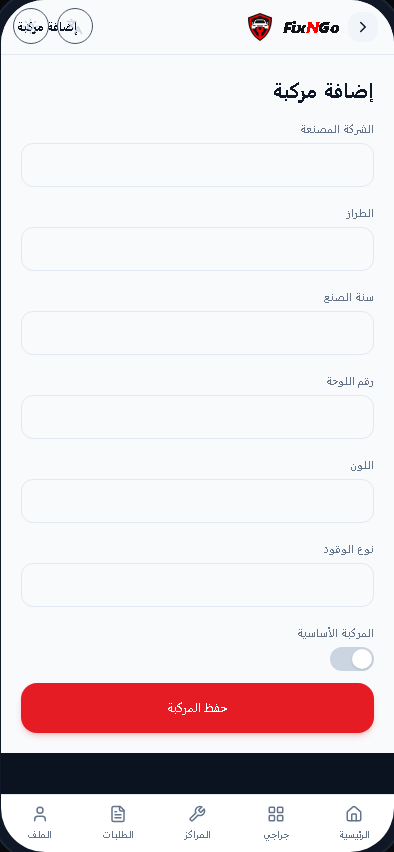 FixNGo
إضافة مركبة
إضافة مركبة
الشركة المصنعة
الطراز
سنة الصنع
رقم اللوحة
اللون
نوع الوقود
المركبة الأساسية
حفظ المركبة
الرئيسية
جراجي
المراكز
الطلبات
الملف